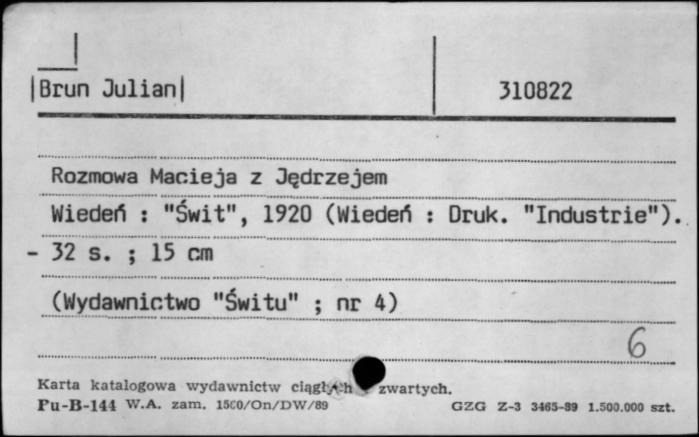 |Brun Julian|
310822
Rozmowa Macieja z Jędrzejem
Wiedeń : "Świt", 1920 (Wiedeń : Druk. "Industrie").
- 32 s. ; 15 cm
(Wydawnictwo "Świtu" ; nr 4)
6
Karta katalogowa wydawnictw ciągłych zwartych.
Pu-B-144 W.A. zam. 1500/On/DW/89 GZG Z-3 3465-89 1.500.000 szt.